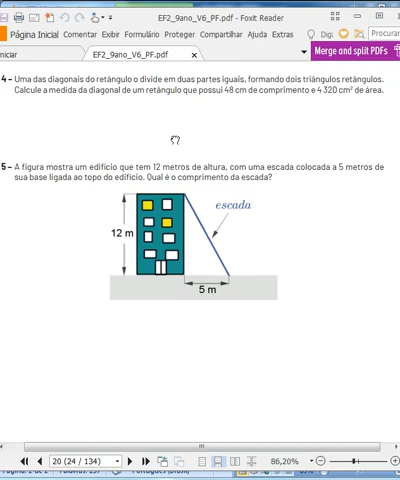 EF2_9ano_V6_PF.pdf - Foxit Reader
Página Inicial Comentar Exibir Formulário Proteger Compartilhar Ajuda Extras Procurar
niciar EF2_9ano_V6_PF.pdf Merge and split PDFs
4 – Uma das diagonais do retângulo o divide em duas partes iguais, formando dois triângulos retângulos.
Calcule a medida da diagonal de um retângulo que possui 48 cm de comprimento e 4 320 cm² de área.
5 – A figura mostra um edifício que tem 12 metros de altura, com uma escada colocada a 5 metros de
sua base ligada ao topo do edifício. Qual é o comprimento da escada?
escada
12 m
5 m
20 (24 / 134) 86,20%